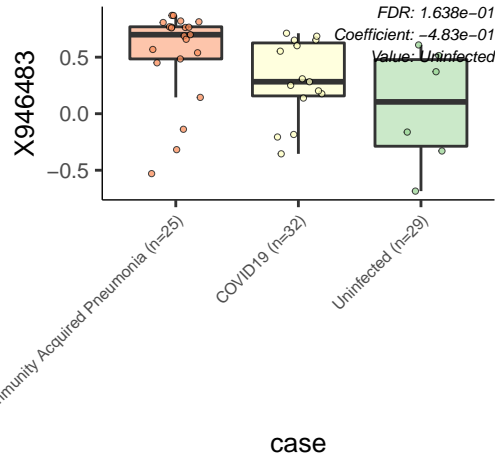 FDR: 1.638e−01
Coefficient: −4.83e−01
Value: Uninfected
X946483
0.5
0.0
−0.5
Acquired Pneumonia (n=25)
COVID19 (n=32)
Uninfected (n=29)
case